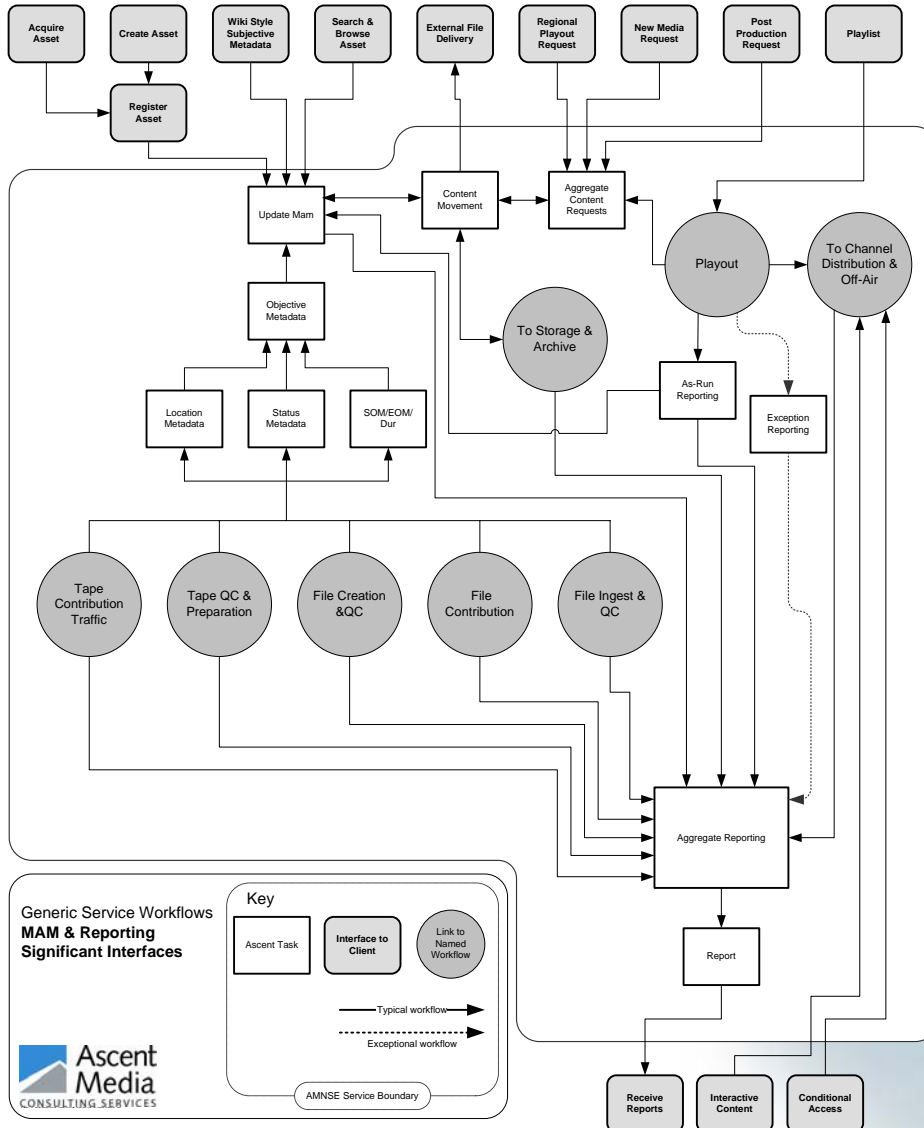 Acquire
Asset
Create Asset
Wiki Style
Subjective
Metadata
Search &
Browse
Asset
External File
Delivery
Regional
Playout
Request
New Media
Request
Post
Production
Request
Playlist
Register
Asset
Update Mam
Content
Movement
Aggregate
Content
Requests
Playout
To Channel
Distribution &
Off-Air
Objective
Metadata
To Storage &
Archive
As-Run
Reporting
Exception
Reporting
Location
Metadata
Status
Metadata
SOM/EOM/
Dur
Tape
Contribution
Traffic
Tape QC &
Preparation
File Creation
&QC
File
Contribution
File Ingest &
QC
Aggregate Reporting
Report
Generic Service Workflows
MAM & Reporting
Significant Interfaces
Key
Ascent Task
Interface to
Client
Link to
Named
Workflow
Typical workflow
Exceptional workflow
AMNSE Service Boundary
Ascent
Media
CONSULTING SERVICES
Receive
Reports
Interactive
Content
Conditional
Access